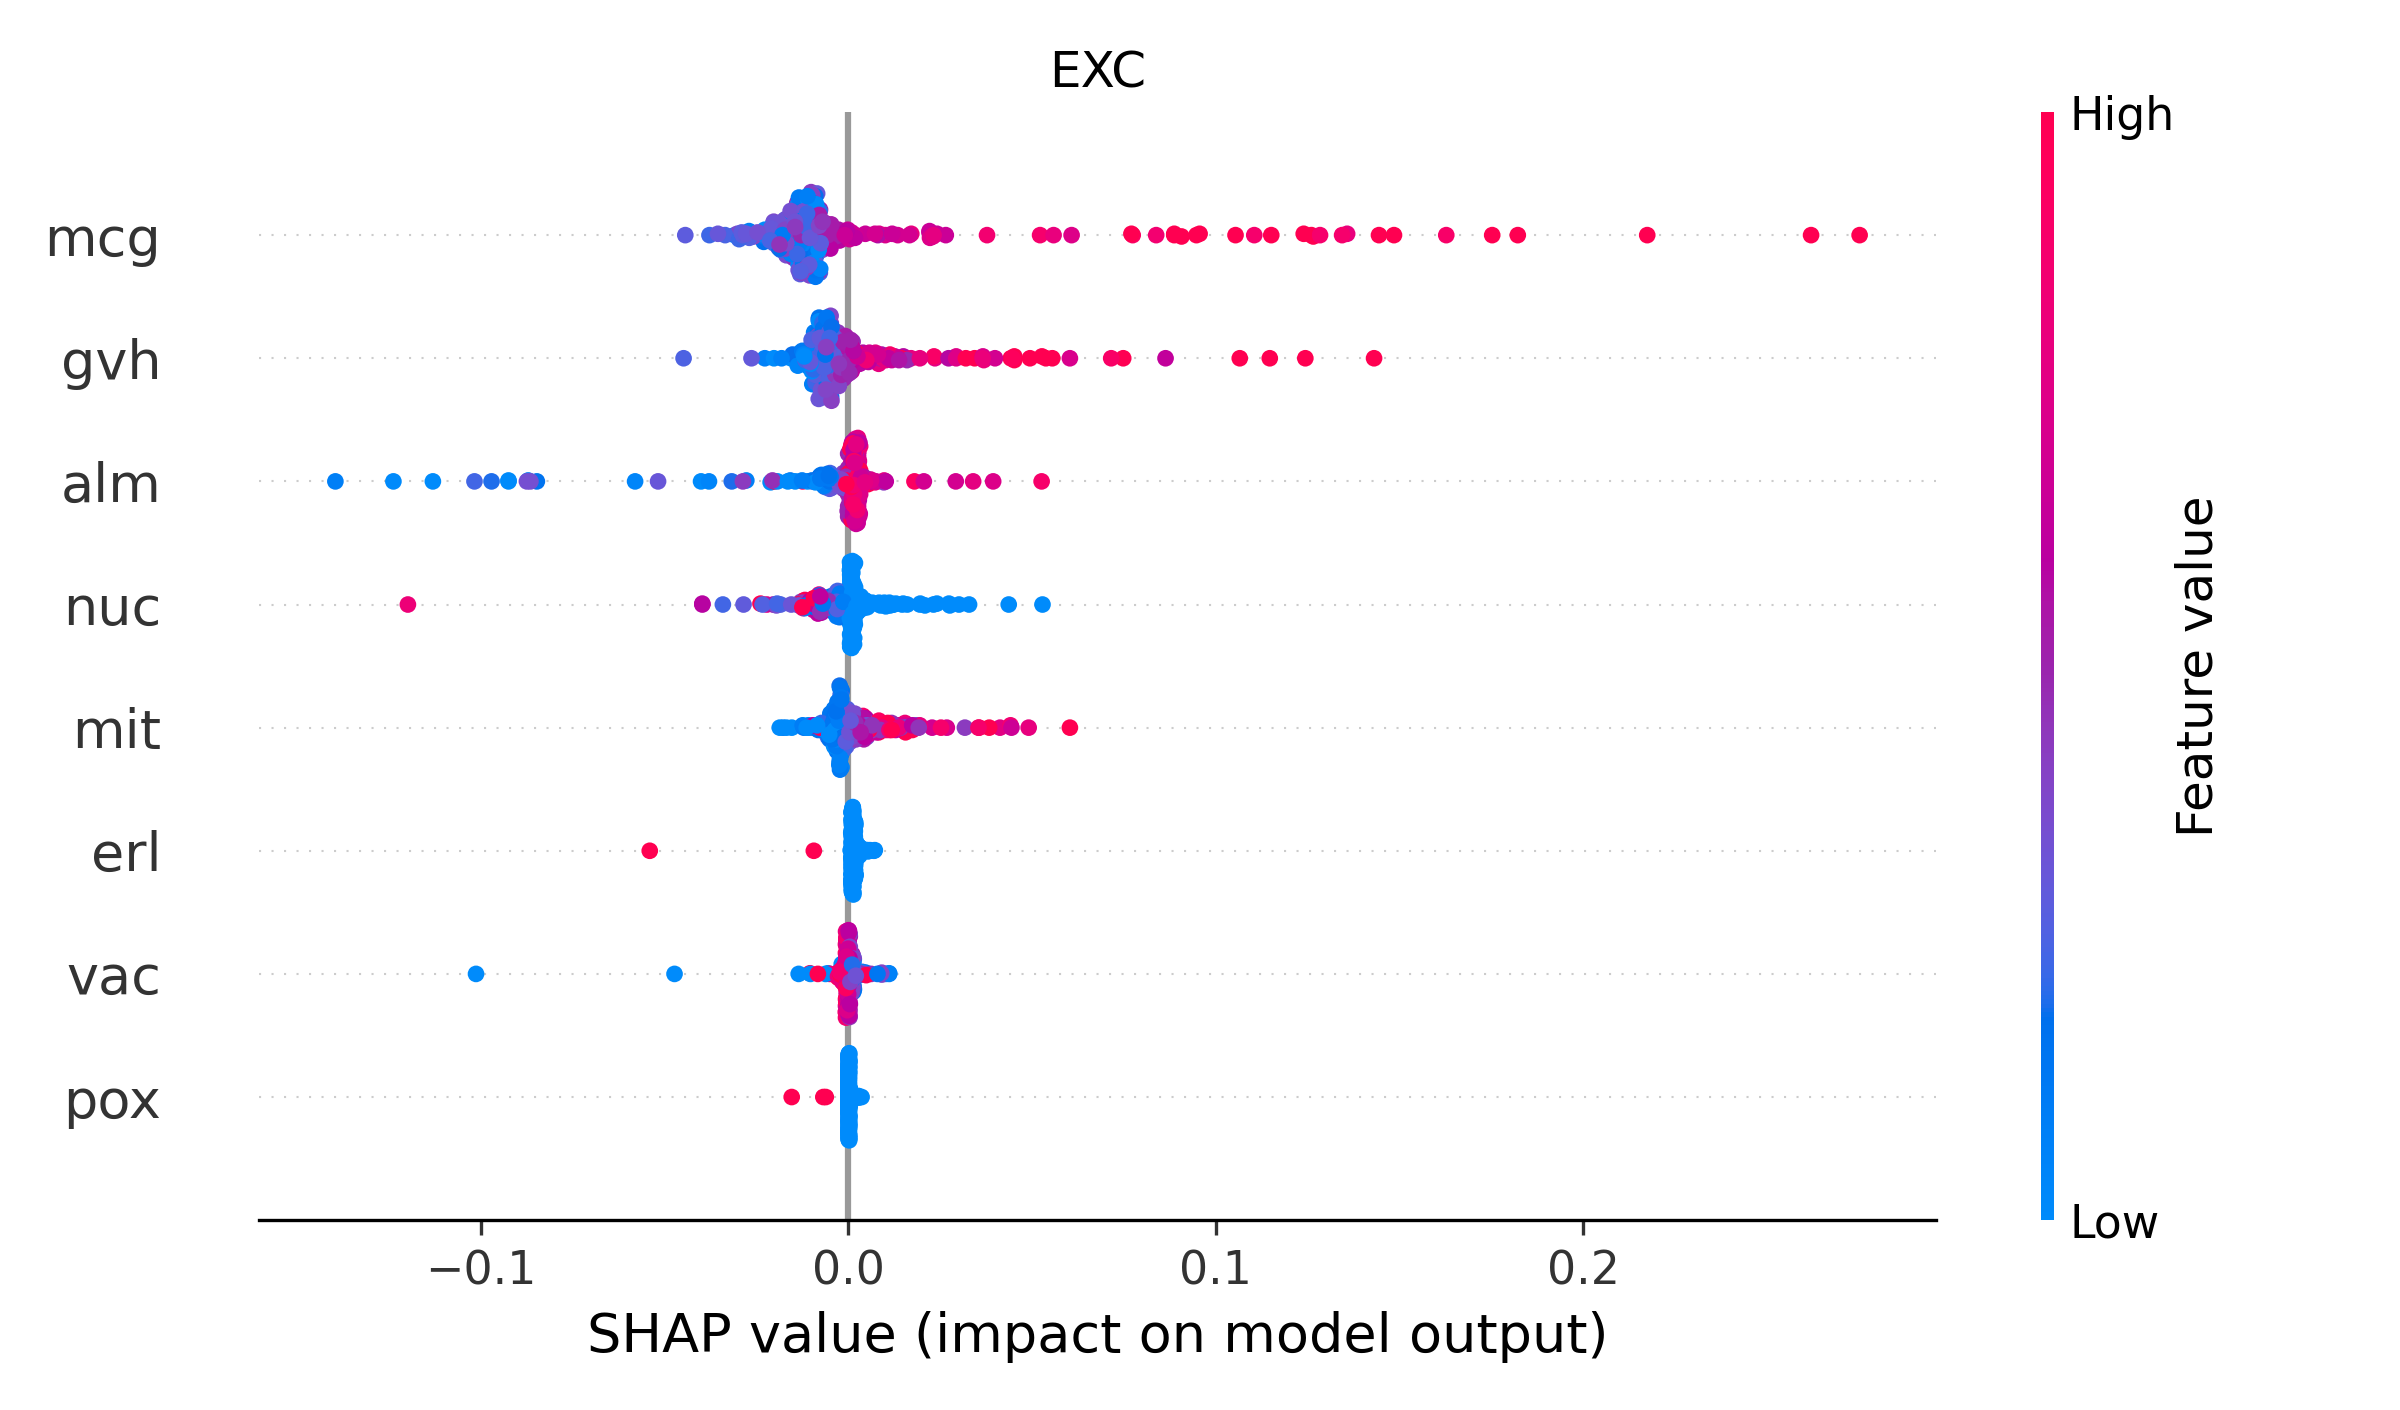 EXC
High
mcg
gvh
alm
nuc
mit
erl
vac
pox
Feature value
Low
−0.1
0.0
0.1
0.2
SHAP value (impact on model output)